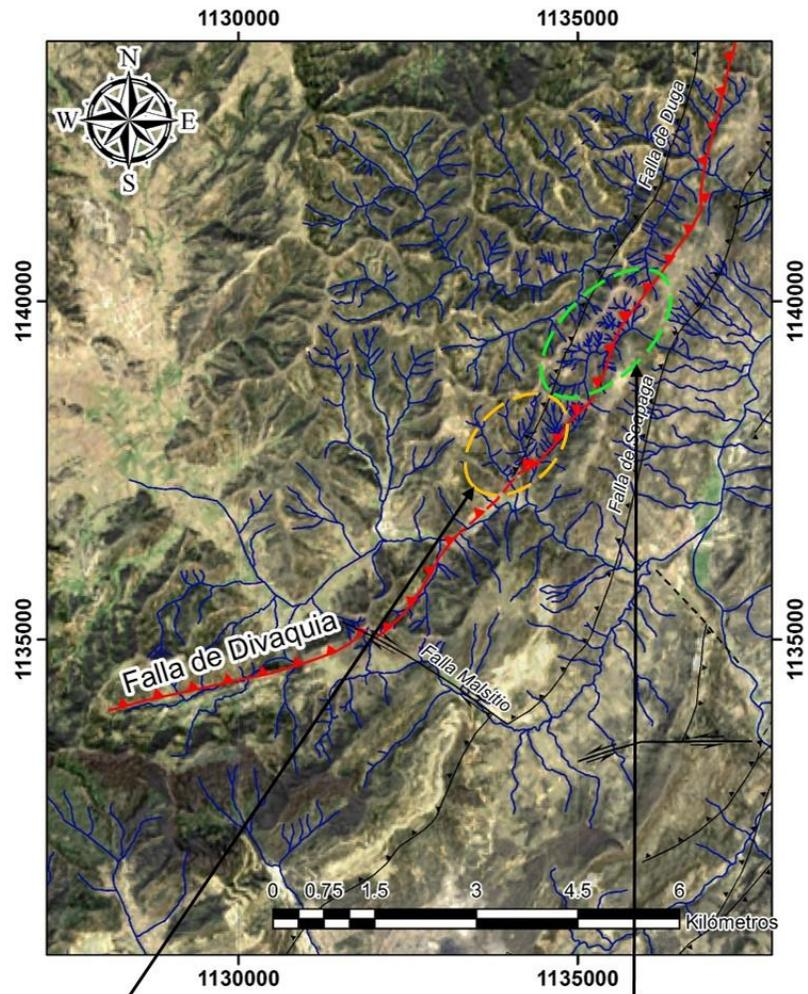 1130000 1135000
N
W E
S
Falla de Duga
1140000 1140000
Falla de Soapaga
1135000 1135000
Falla de Divaquia
Falla Malsitio
0 0.75 1.5 3 4.5 6
Kilómetros
1130000 1135000